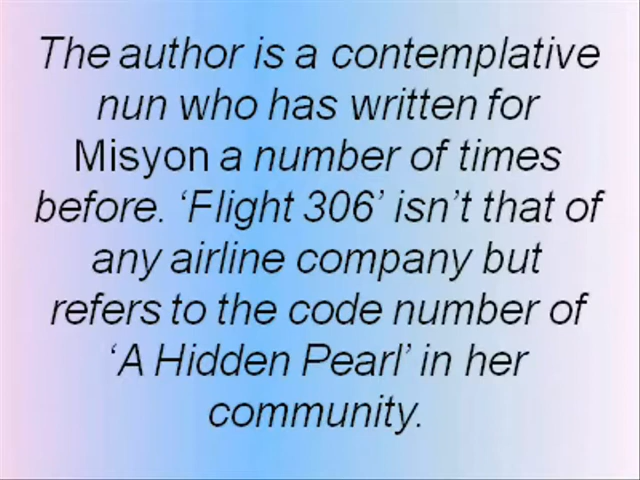 The author is a contemplative
nun who has written for
Misyon a number of times
before. ‘Flight 306’ isn’t that of
any airline company but
refers to the code number of
‘A Hidden Pearl’ in her
community.